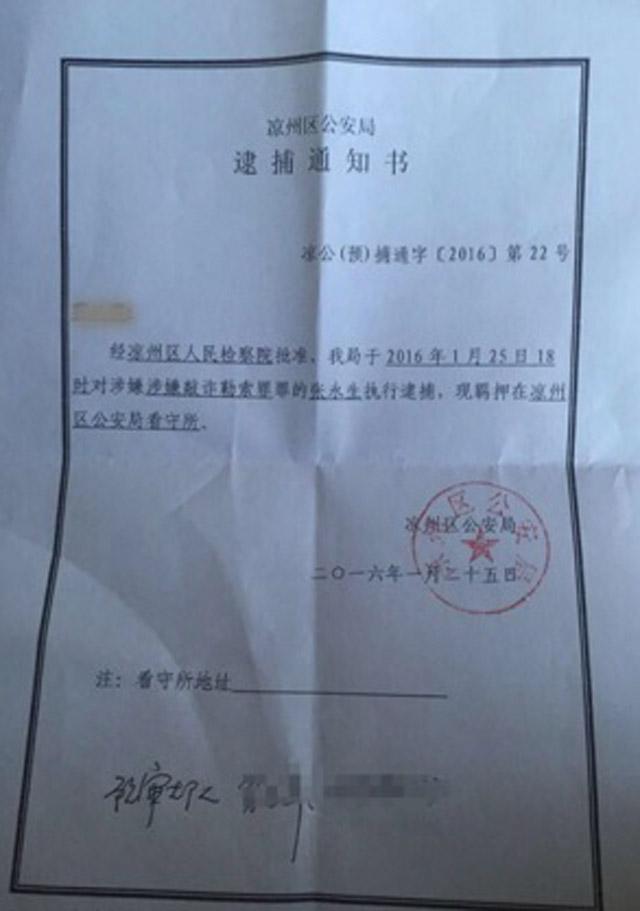 凉州区公安局
逮捕通知书
凉公(预)捕通字〔2016〕第22号
经凉州区人民检察院批准，我局于2016年1月25日18
时对涉嫌涉嫌敲诈勒索罪罪的张永生执行逮捕，现羁押在凉州
区公安局看守所。
凉州区公安局
二〇一六年一月二十五日
注：看守所地址
预审大队